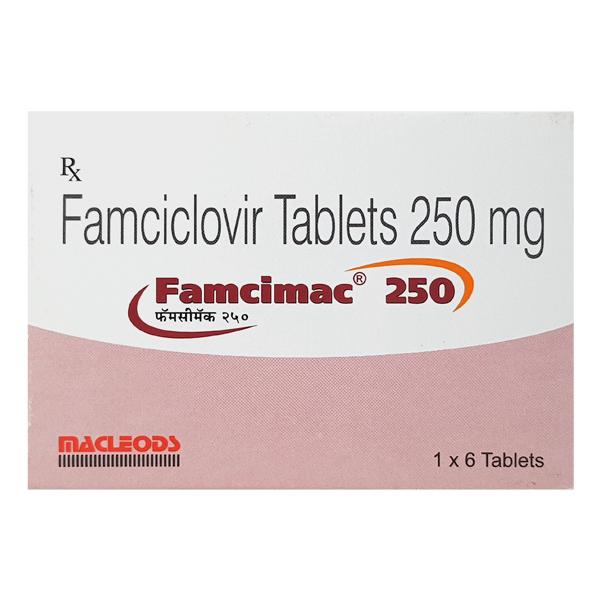 Rx
Famciclovir Tablets 250 mg
Famcimac® 250
फॅमसीमॅक २५०
MACLEODS
1 x 6 Tablets